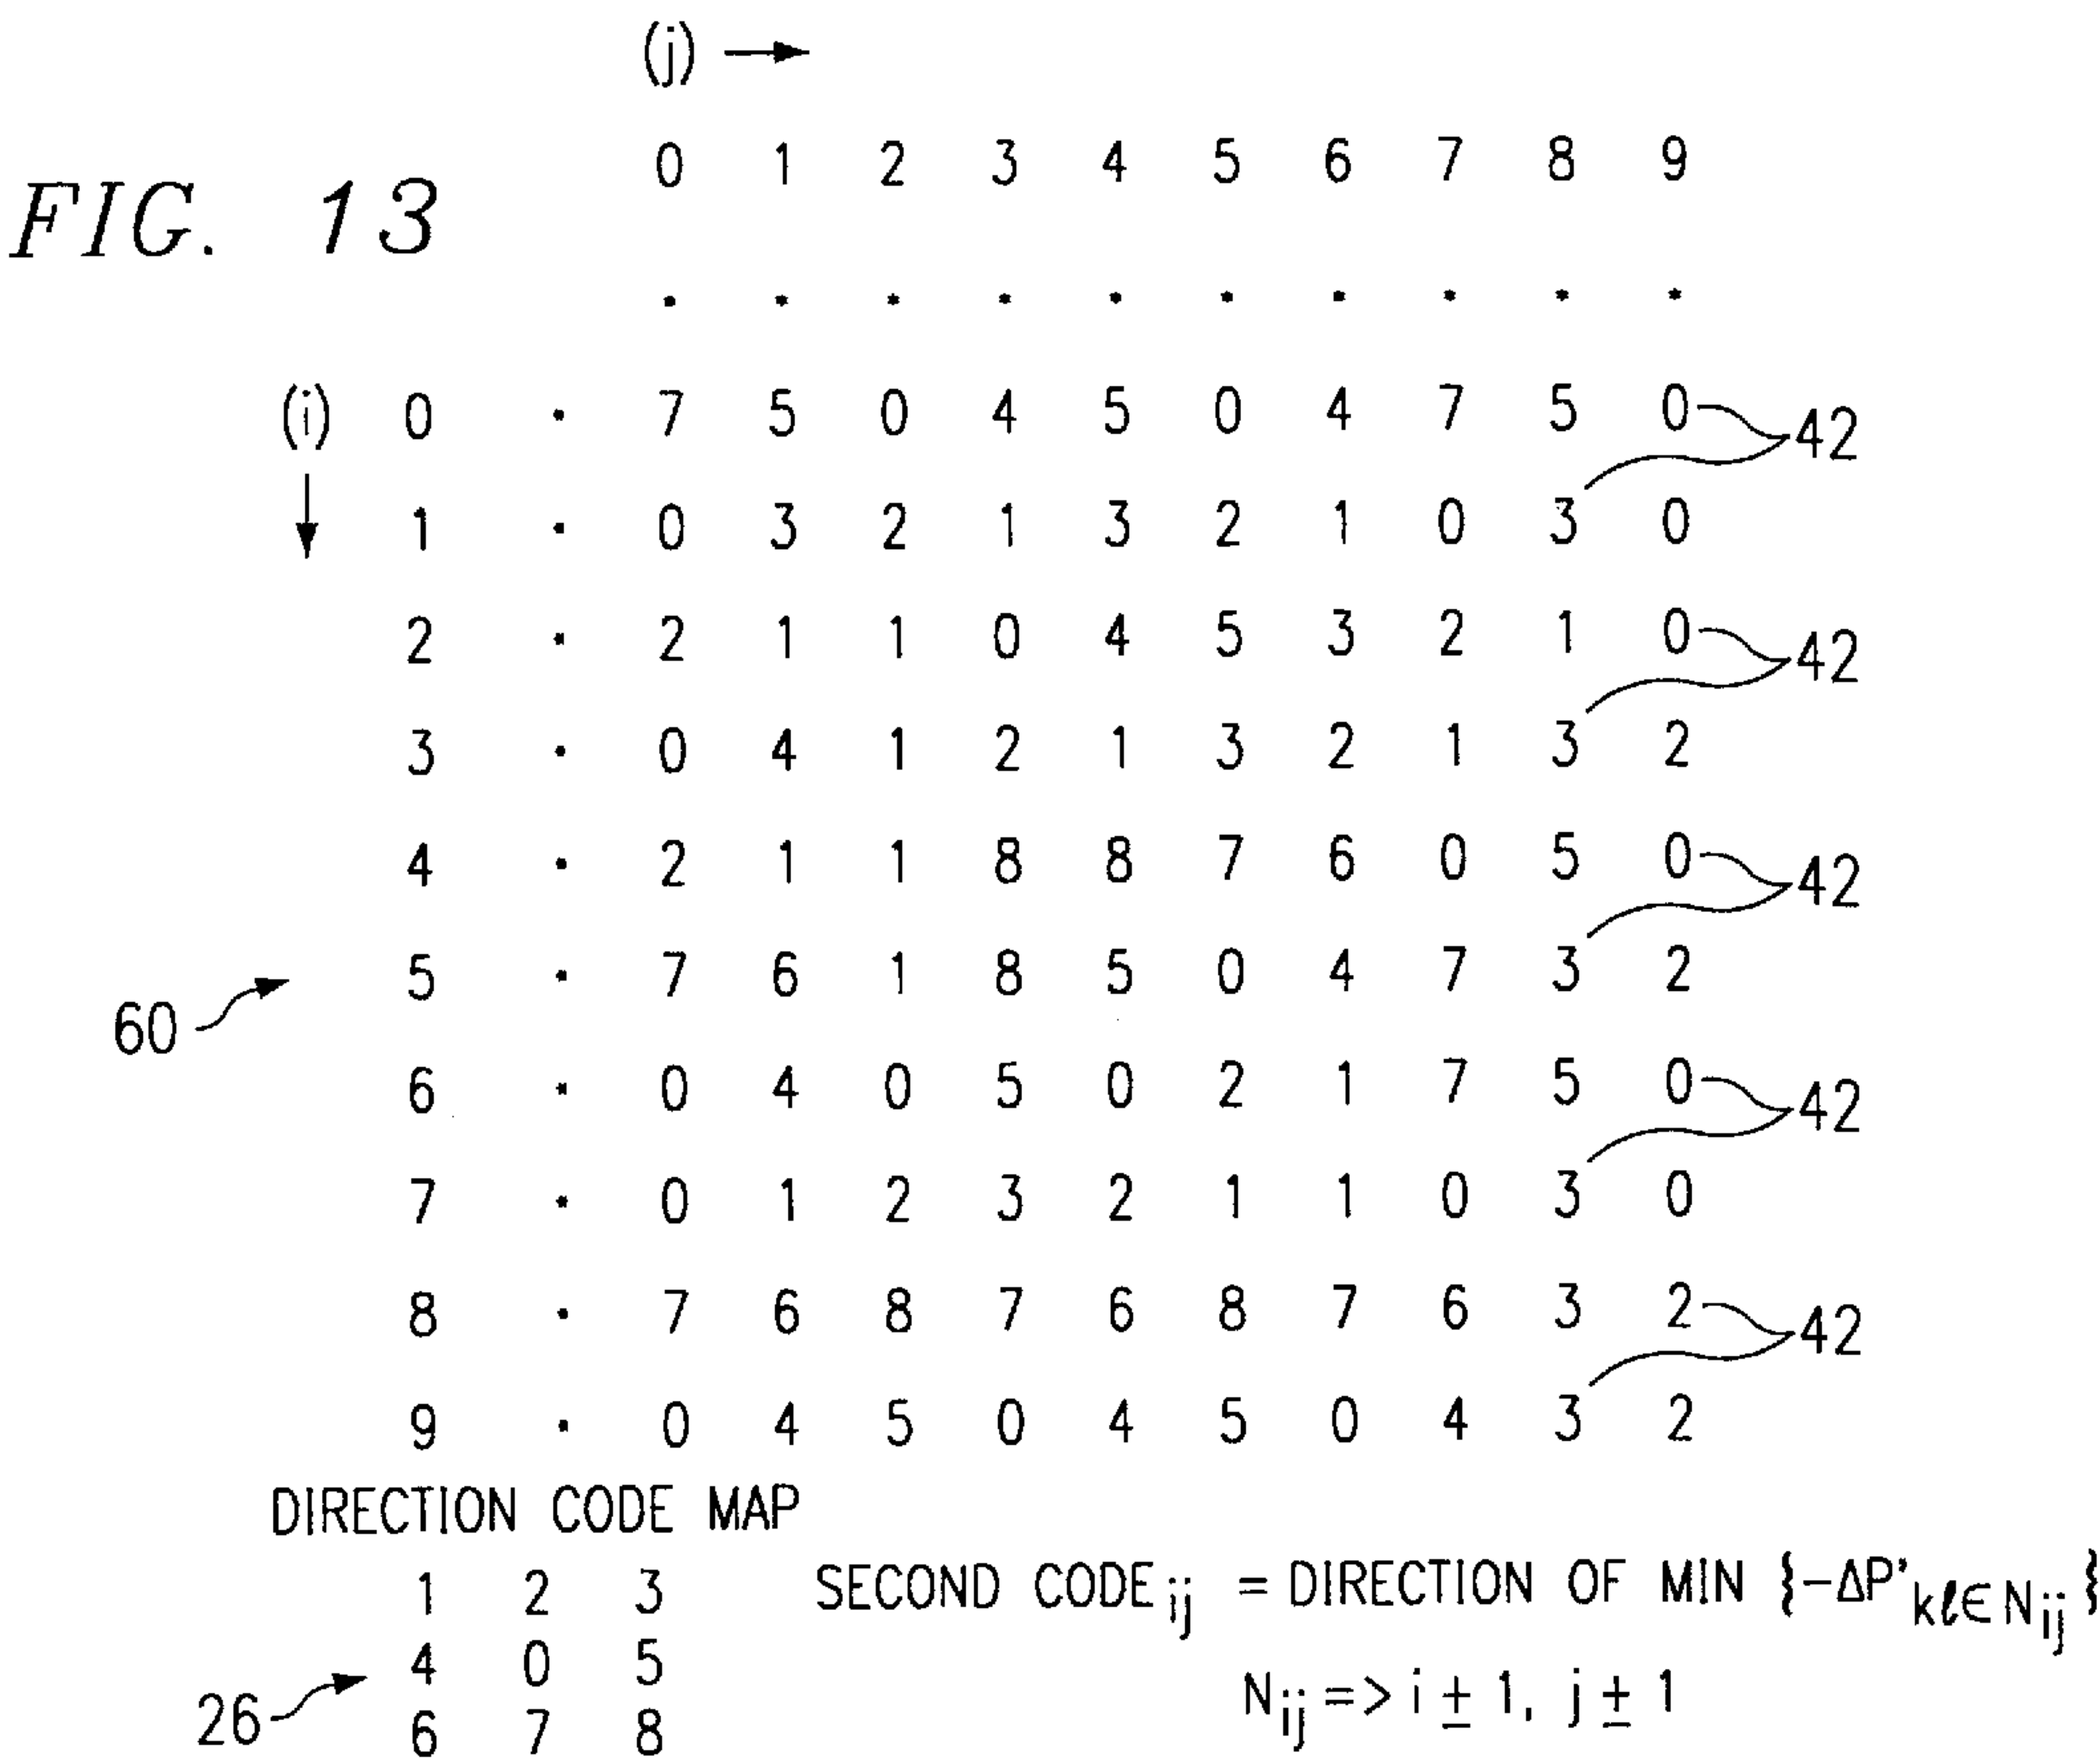 (j)
0 1 2 3 4 5 6 7 8 9
FIG. 13
. . . . . . . . . .
(i) 0 . 7 5 0 4 5 0 4 7 5 0 42
1 . 0 3 2 1 3 2 1 0 3 0
2 . 2 1 1 0 4 5 3 2 1 0 42
3 . 0 4 1 2 1 3 2 1 3 2
4 . 2 1 1 8 8 7 6 0 5 0 42
60 5 . 7 6 1 8 5 0 4 7 3 2
6 . 0 4 0 5 0 2 1 7 5 0 42
7 . 0 1 2 3 2 1 1 0 3 0
8 . 7 6 8 7 6 8 7 6 3 2 42
9 . 0 4 5 0 4 5 0 4 3 2
DIRECTION CODE MAP
1 2 3 SECOND CODE ij = DIRECTION OF MIN {-ΔP' kℓ∈Nij}
4 0 5
26 6 7 8 Nij => i ± 1, j ± 1